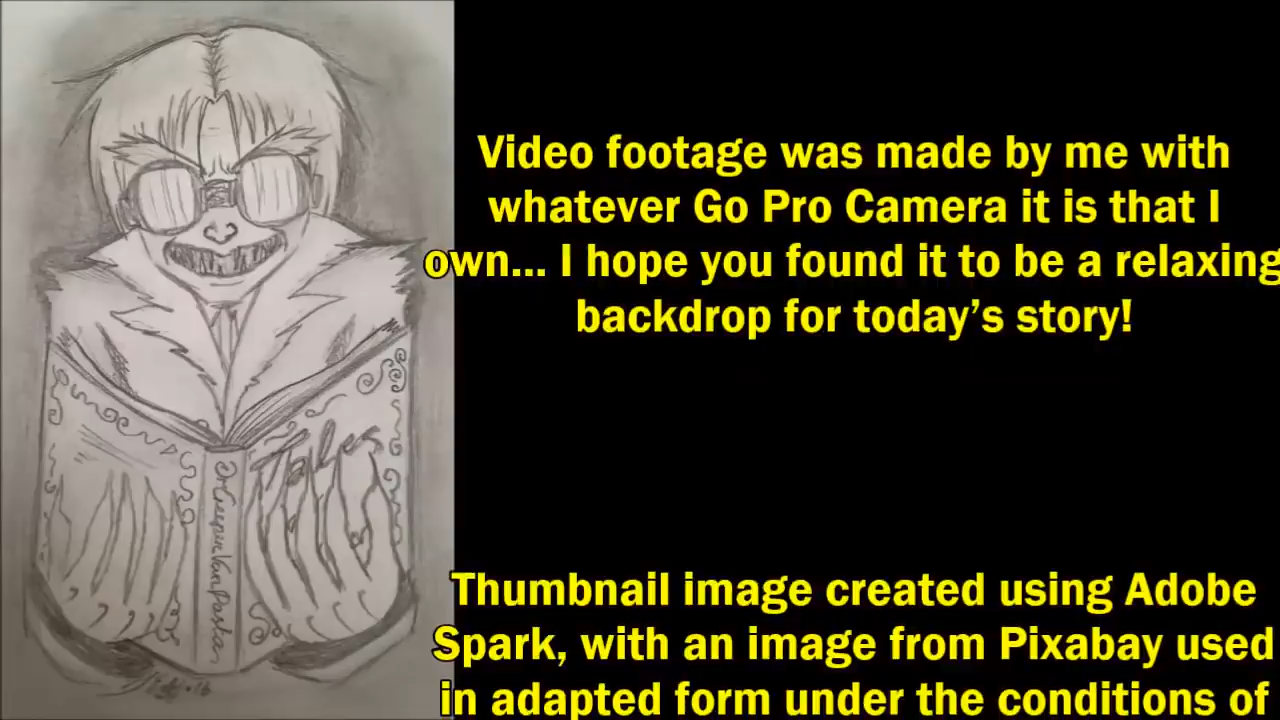 Video footage was made by me with
whatever Go Pro Camera it is that I
own... I hope you found it to be a relaxing
backdrop for today’s story!
Tales
DrCreepenVanPasta
Thumbnail image created using Adobe
Spark, with an image from Pixabay used
in adapted form under the conditions of